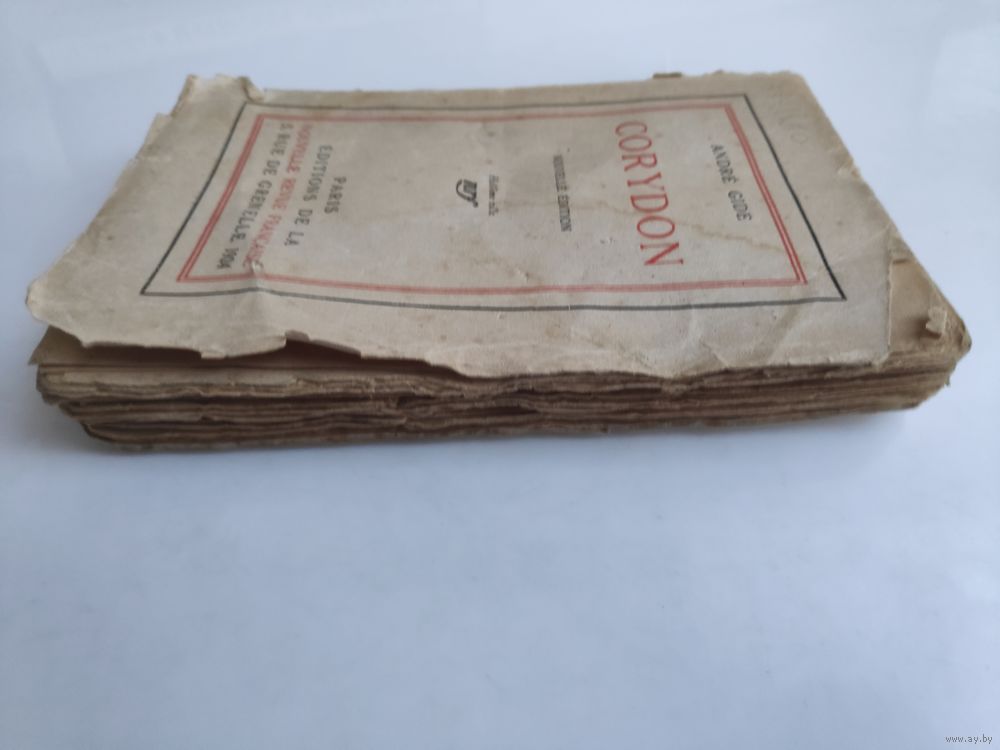 ANDRÉ GIDE
CORYDON
NOUVELLE ÉDITION
nrf
PARIS
ÉDITIONS DE LA
NOUVELLE REVUE FRANÇAISE
RUE DE GRENELLE. 1924
www.ay.by